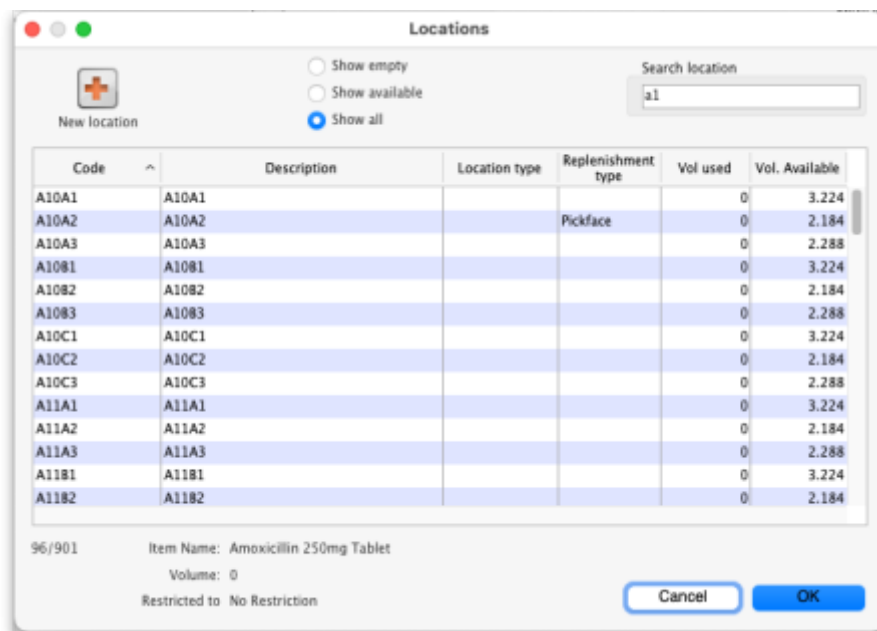 Locations
Show empty
Show available
Show all
New location
Search location
a1
Code Description Location type Replenishment type Vol used Vol. Available
A10A1 A10A1 0 3.224
A10A2 A10A2 Pickface 0 2.184
A10A3 A10A3 0 2.288
A10B1 A10B1 0 3.224
A10B2 A10B2 0 2.184
A10B3 A10B3 0 2.288
A10C1 A10C1 0 3.224
A10C2 A10C2 0 2.184
A10C3 A10C3 0 2.288
A11A1 A11A1 0 3.224
A11A2 A11A2 0 2.184
A11A3 A11A3 0 2.288
A11B1 A11B1 0 3.224
A11B2 A11B2 0 2.184
96/901 Item Name: Amoxicillin 250mg Tablet
Volume: 0
Restricted to No Restriction
Cancel OK